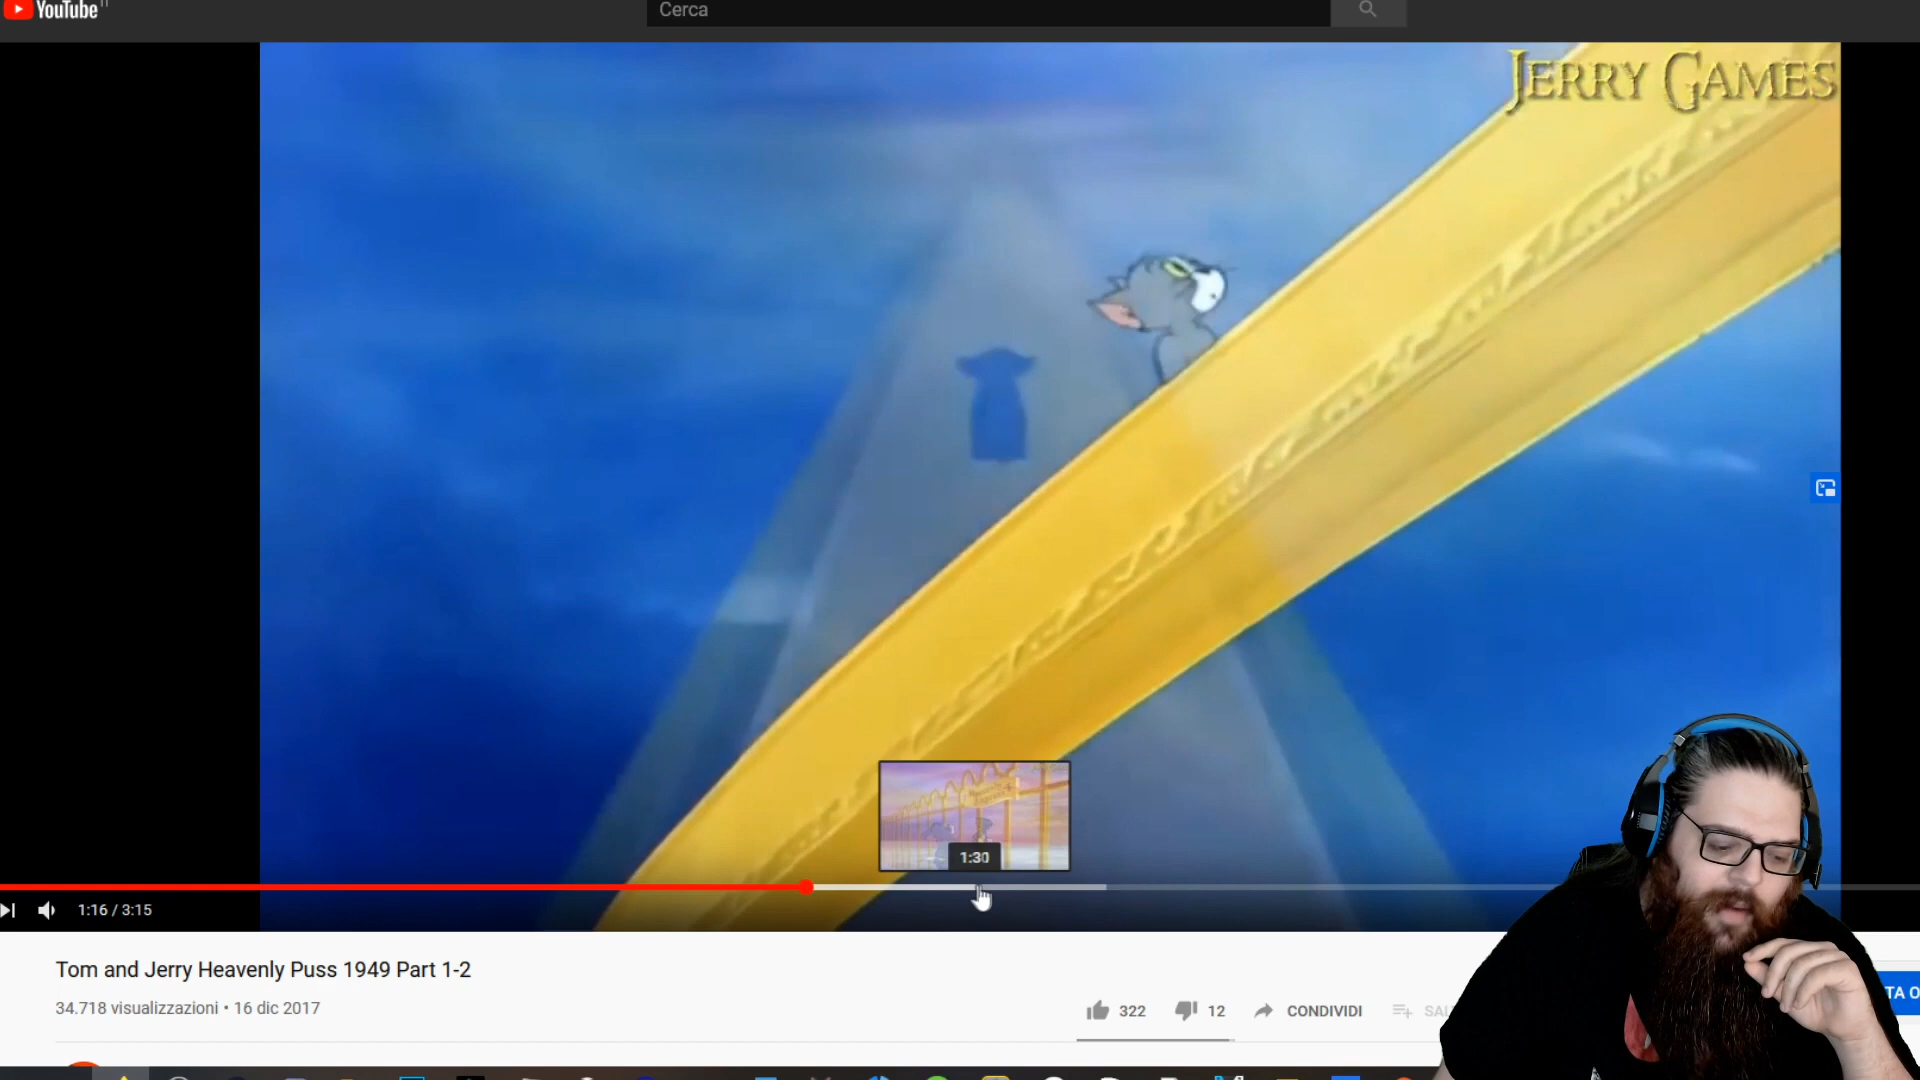 YouTube
Cerca
JERRY GAMES
1:30
1:16 / 3:15
Tom and Jerry Heavenly Puss 1949 Part 1-2
34.718 visualizzazioni • 16 dic 2017
322
12
CONDIVIDI